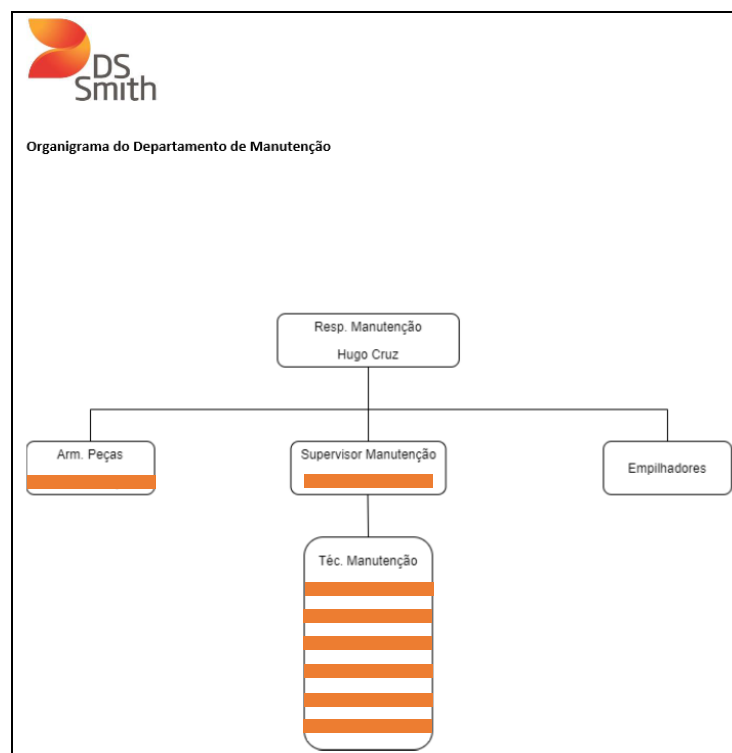 DS
Smith
Organigrama do Departamento de Manutenção
Resp. Manutenção
Hugo Cruz
Arm. Peças
Supervisor Manutenção
Empilhadores
Téc. Manutenção